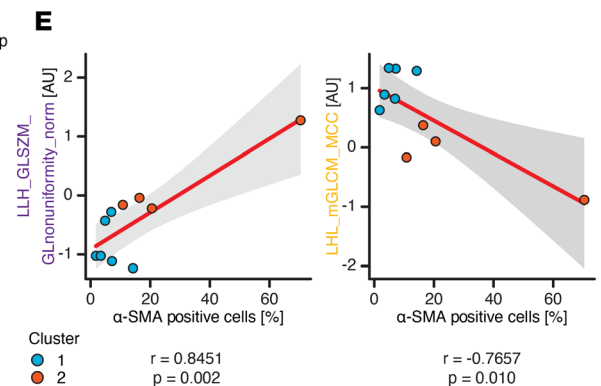 E
p
LLH_GLSZM_
GLnonuniformity_norm [AU]
2
1
0
-1
0
20
40
60
α-SMA positive cells [%]
LHL_mGLCM_MCC [AU]
1
0
-1
-2
0
20
40
60
α-SMA positive cells [%]
Cluster
1
2
r = 0.8451
p = 0.002
r = -0.7657
p = 0.010